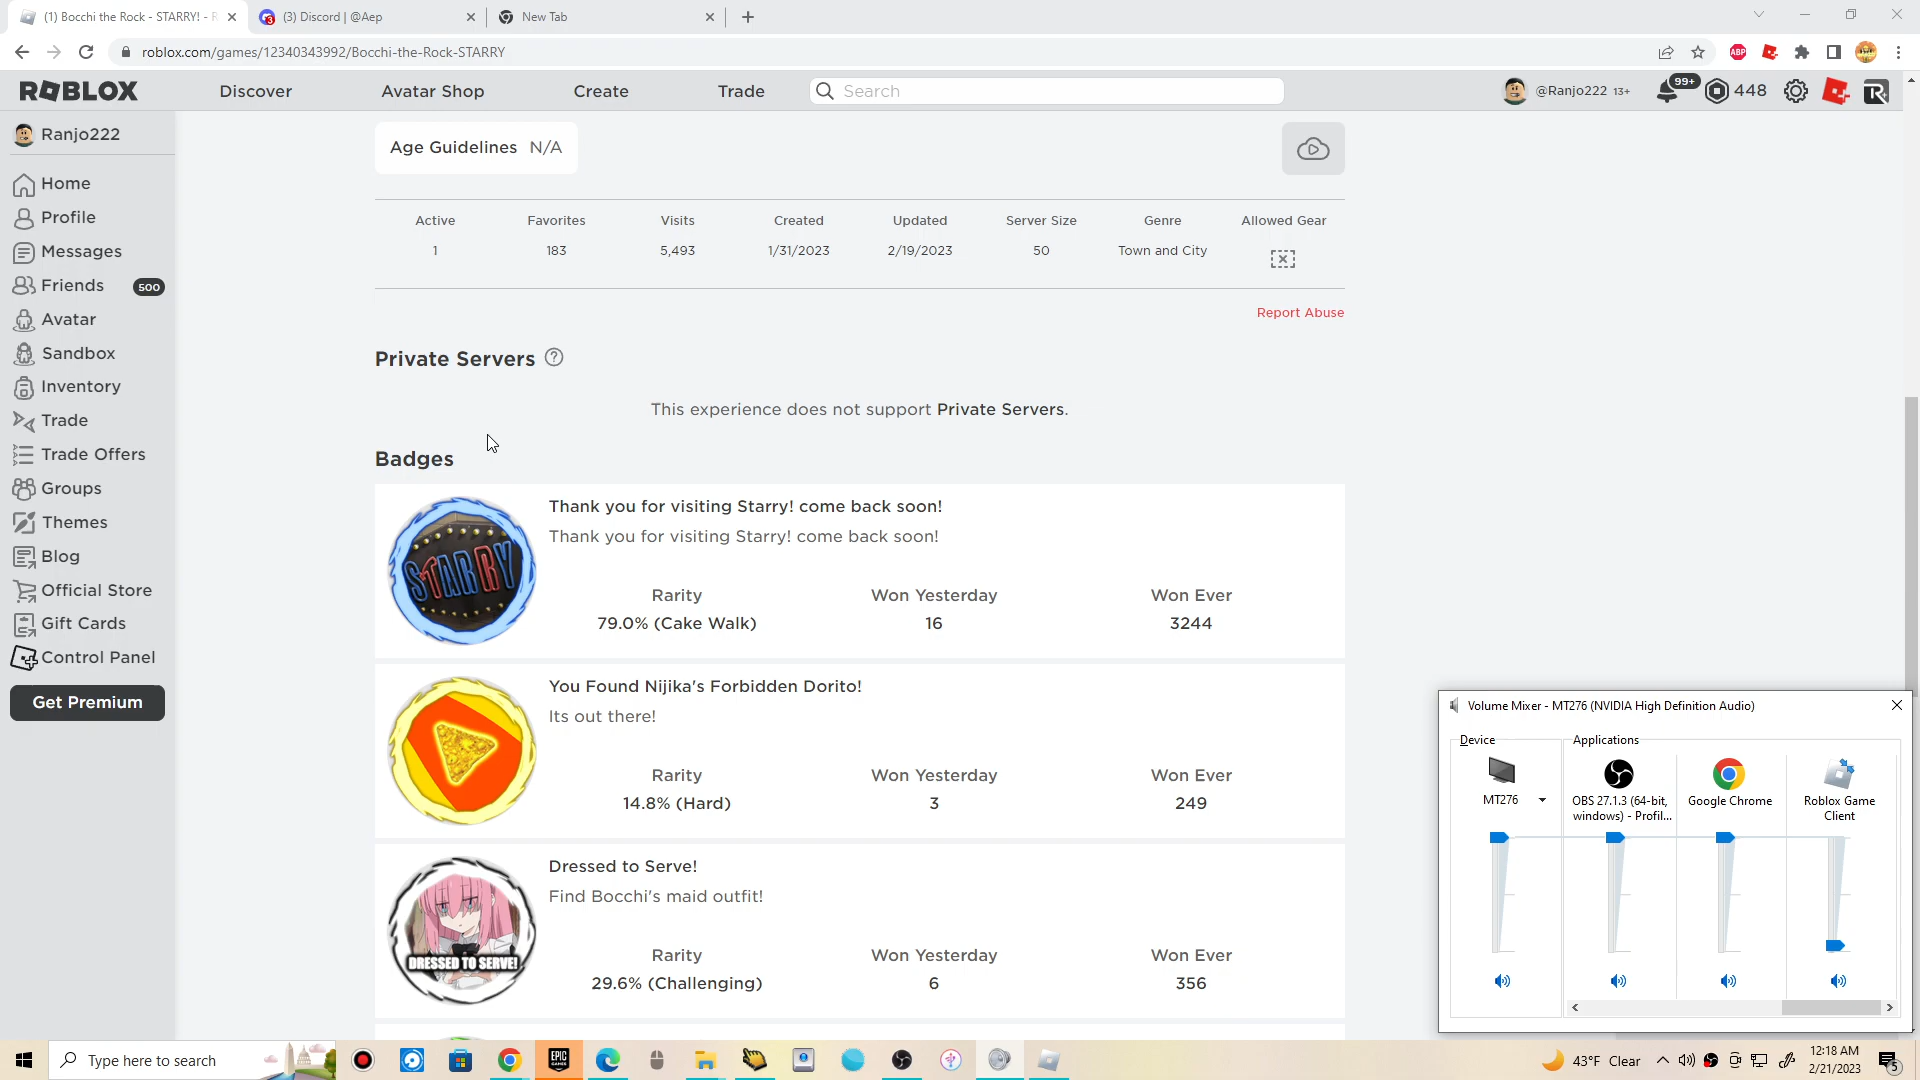 (1) Bocchi the Rock - STARRY! - R
(3) Discord | @Aep
New Tab
roblox.com/games/12340343992/Bocchi-the-Rock-STARRY
ABP
ROBLOX
Discover
Avatar Shop
Create
Trade
Search
@Ranjo222 13+
99+
448
Ranjo222
Home
Profile
Messages
Friends
500
Avatar
Sandbox
Inventory
Trade
Trade Offers
Groups
Themes
Blog
Official Store
Gift Cards
Control Panel
Get Premium
Age Guidelines N/A
Active Favorites Visits Created Updated Server Size Genre Allowed Gear
1 183 5,493 1/31/2023 2/19/2023 50 Town and City
Report Abuse
Private Servers ?
This experience does not support Private Servers.
Badges
STARRY
Thank you for visiting Starry! come back soon!
Thank you for visiting Starry! come back soon!
Rarity Won Yesterday Won Ever
79.0% (Cake Walk) 16 3244
You Found Nijika's Forbidden Dorito!
Its out there!
Rarity Won Yesterday Won Ever
14.8% (Hard) 3 249
DRESSED TO SERVE!
Dressed to Serve!
Find Bocchi's maid outfit!
Rarity Won Yesterday Won Ever
29.6% (Challenging) 6 356
Volume Mixer - MT276 (NVIDIA High Definition Audio)
Device
Applications
MT276
OBS 27.1.3 (64-bit, windows) - Profil...
Google Chrome
Roblox Game Client
Type here to search
EPIC GAMES
43°F Clear
12:18 AM
2/21/2023
5